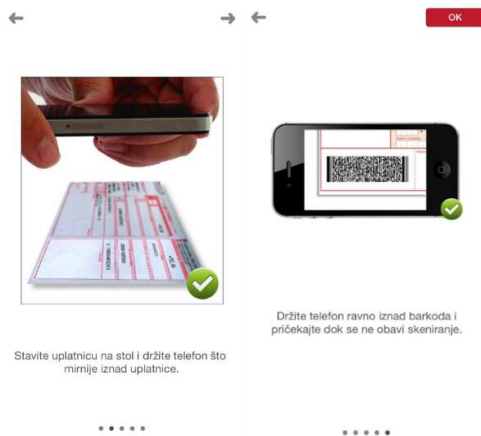 OK
Stavite uplatnicu na stol i držite telefon što
mirnije iznad uplatnice.
Držite telefon ravno iznad barkoda i
pričekajte dok se ne obavi skeniranje.